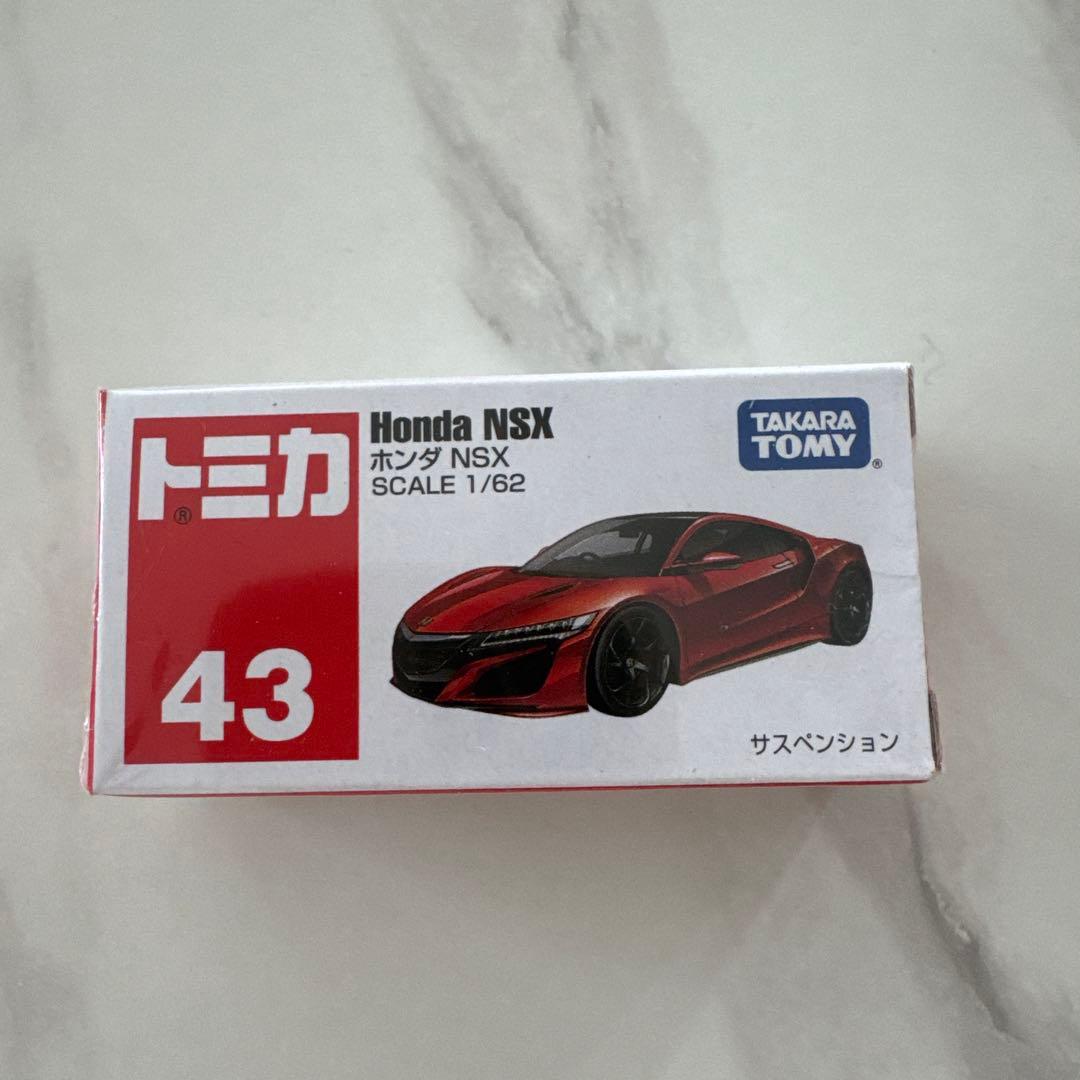 トミカ®
43
Honda NSX
ホンダ NSX
SCALE 1/62
TAKARA
TOMY®
サスペンション